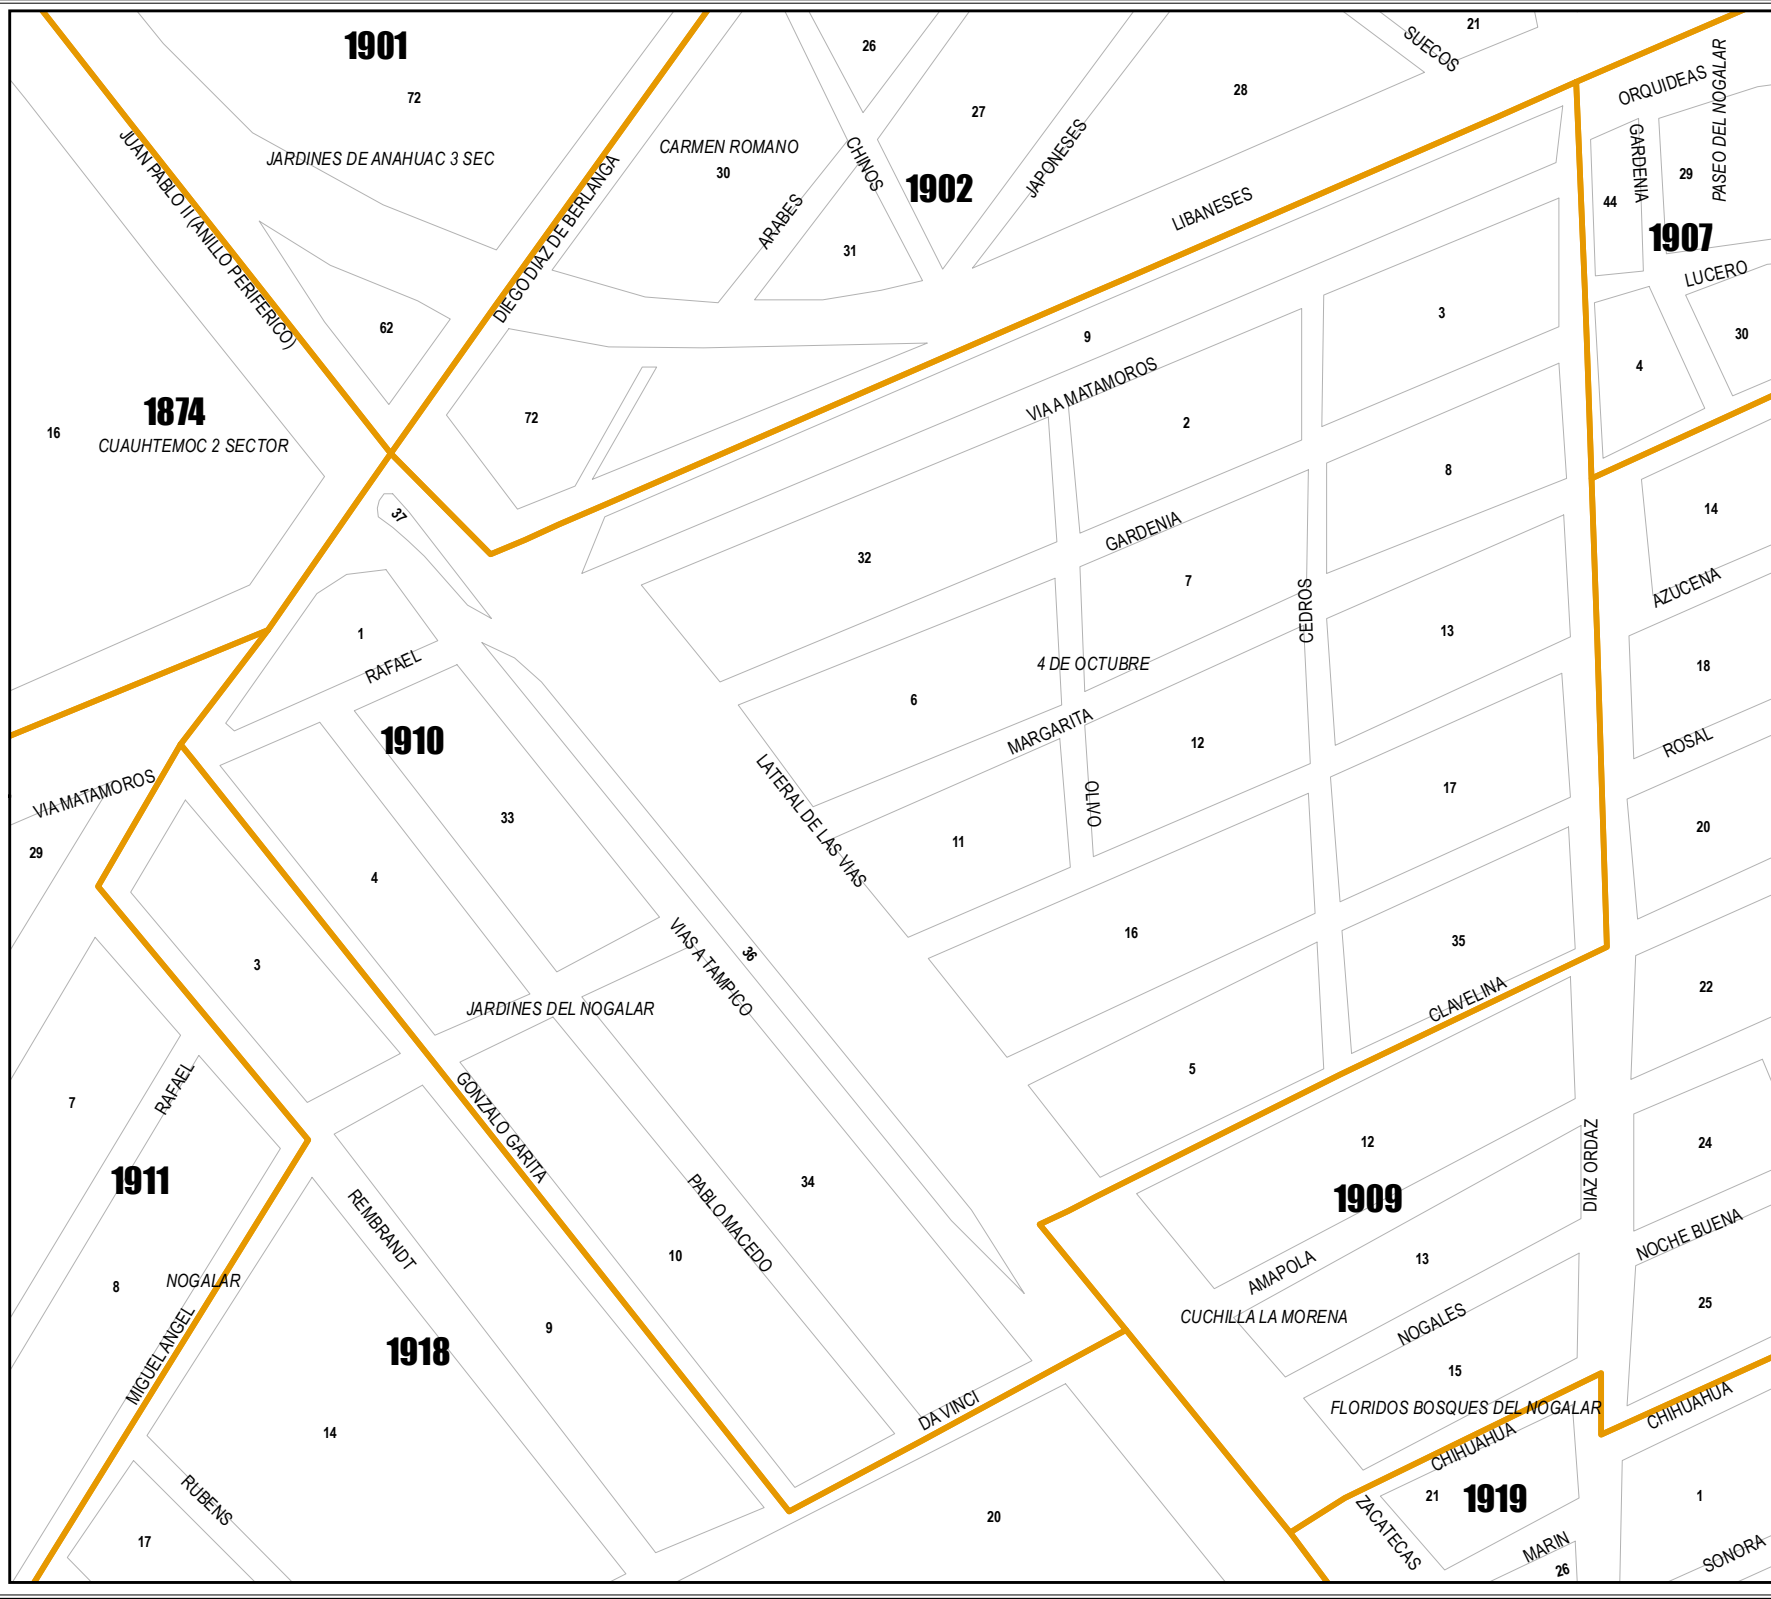 21
1901
26
SUECOS
72
28
ORQUIDEAS
PASEO DEL NOGALAR
27
JUAN PABLO II (ANILLO PERIFERICO)
JARDINES DE ANAHUAC 3 SEC
CARMEN ROMANO
30
CHINOS
JAPONESES
GARDENIA
29
1902
44
LIBANESES
ARABES
DIEGO DIAZ DE BERLANGA
31
1907
LUCERO
62
9
3
30
4
VIA A MATAMOROS
1874
16
CUAUHTEMOC 2 SECTOR
72
2
8
37
14
GARDENIA
32
7
AZUCENA
CEDROS
1
13
RAFAEL
4 DE OCTUBRE
18
6
MARGARITA
12
1910
ROSAL
VIA MATAMOROS
LATERAL DE LAS VIAS
OLIVO
17
33
20
29
11
4
16
35
3
VIAS A TAMPICO
36
22
JARDINES DEL NOGALAR
CLAVELINA
5
7
RAFAEL
GONZALO GARITA
12
24
DIAZ ORDAZ
1911
34
1909
REMBRANDT
PABLO MACEDO
NOCHE BUENA
10
13
8
NOGALAR
AMAPOLA
25
CUCHILLA LA MORENA
9
NOGALES
MIGUEL ANGEL
1918
15
DA VINCI
FLORIDOS BOSQUES DEL NOGALAR
CHIHUAHUA
14
CHIHUAHUA
RUBENS
21
1919
1
20
ZACATECAS
17
MARIN
SONORA
26